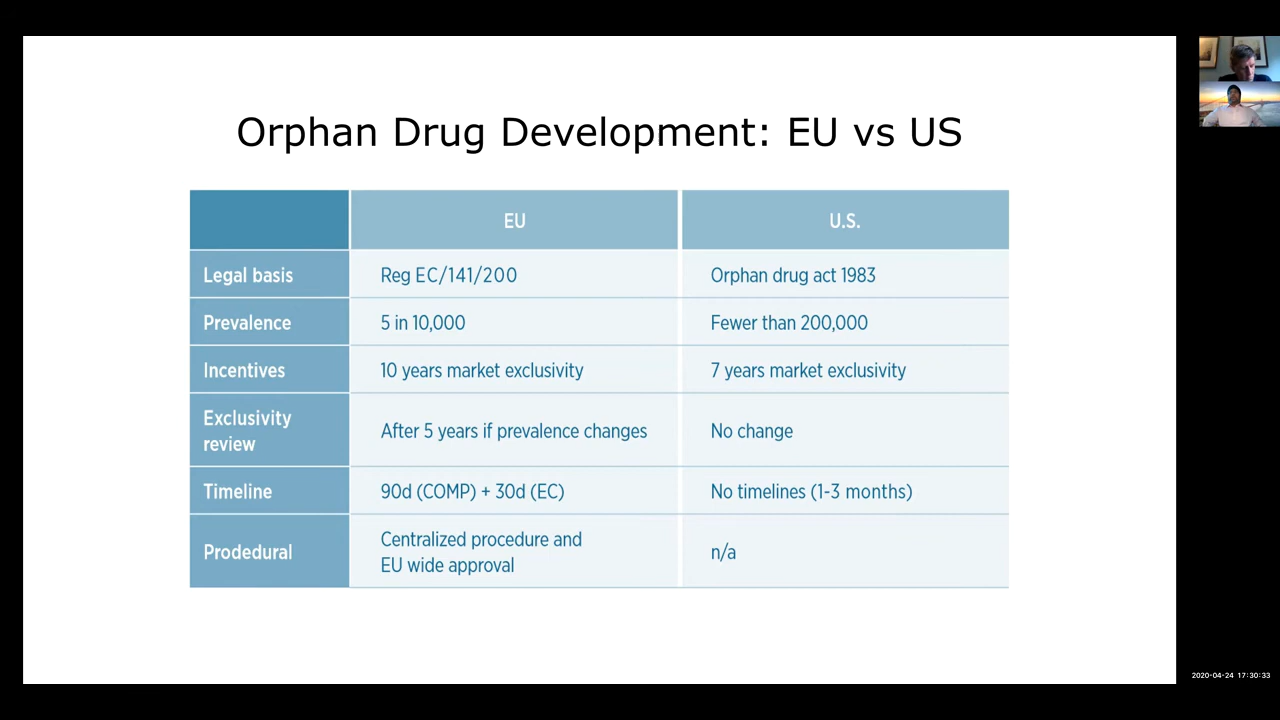 Orphan Drug Development: EU vs US
EU
U.S.
Legal basis
Reg EC/141/200
Orphan drug act 1983
Prevalence
5 in 10,000
Fewer than 200,000
Incentives
10 years market exclusivity
7 years market exclusivity
Exclusivity
review
After 5 years if prevalence changes
No change
Timeline
90d (COMP) + 30d (EC)
No timelines (1-3 months)
Prodedural
Centralized procedure and
EU wide approval
n/a
2020-04-24 17:30:33